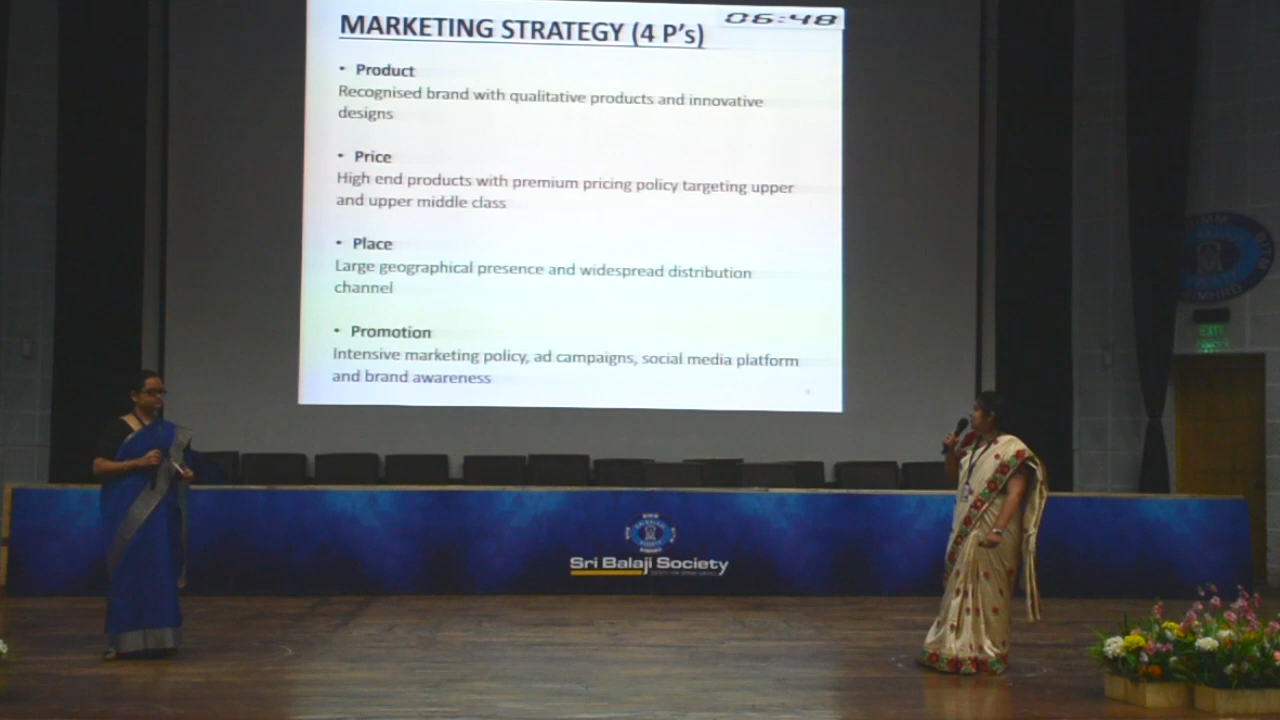 MARKETING STRATEGY (4 P's)
06:48
• Product
Recognised brand with qualitative products and innovative
designs
• Price
High end products with premium pricing policy targeting upper
and upper middle class
• Place
Large geographical presence and widespread distribution
channel
• Promotion
Intensive marketing policy, ad campaigns, social media platform
and brand awareness
EXIT
Sri Balaji Society